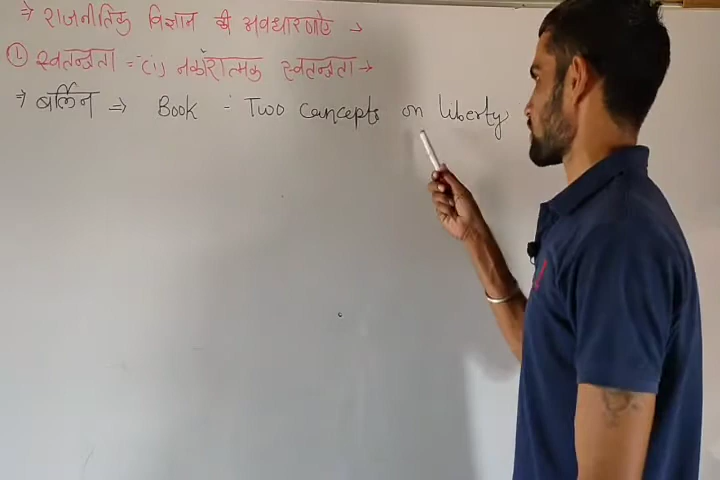 ⇒ राजनीतिक विज्ञान की अवधारणाऐ →
① स्वतन्त्रता = (i) नकारात्मक स्वतन्त्रता →
⇒ बर्लिन ⇒ Book :- Two Concepts on liberty